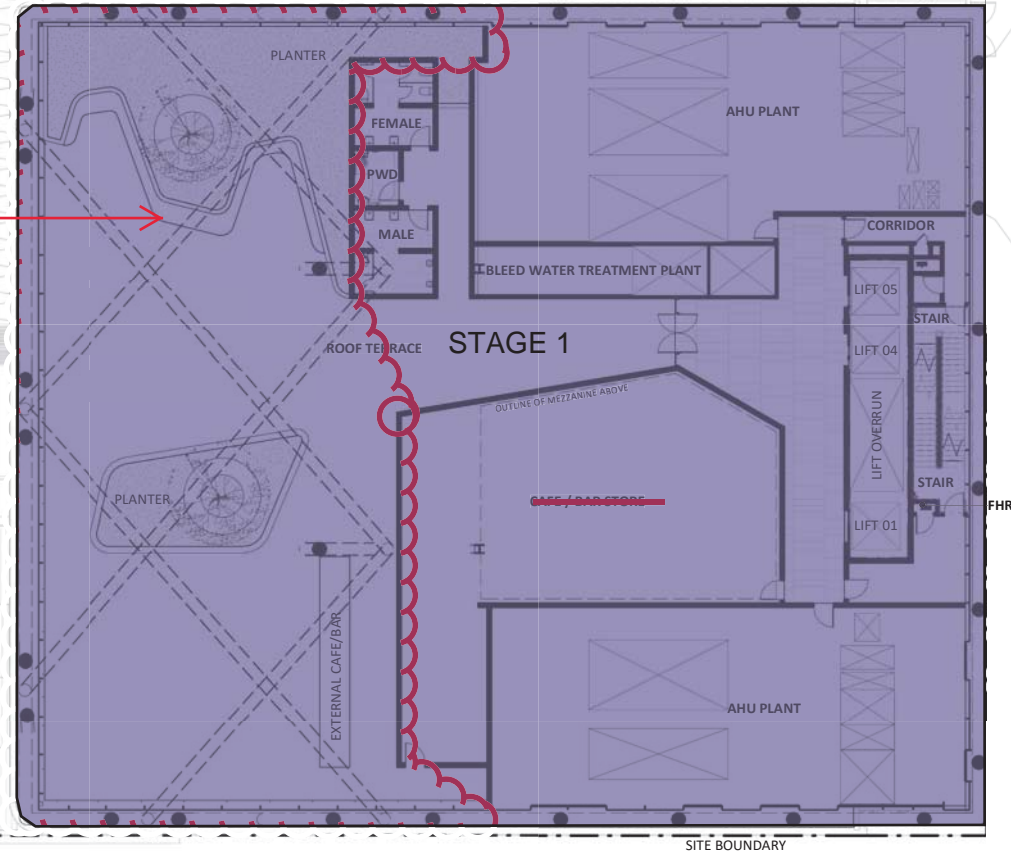 PLANTER
AHU PLANT
FEMALE
PWD
MALE
CORRIDOR
BLEED WATER TREATMENT PLANT
LIFT 05
STAIR
ROOF TERRACE
STAGE 1
LIFT 04
OUTLINE OF MEZZANINE ABOVE
LIFT OVERRUN
PLANTER
CAFE / BAR STORE
STAIR
FHR
LIFT 01
EXTERNAL CAFE/BAR
AHU PLANT
SITE BOUNDARY